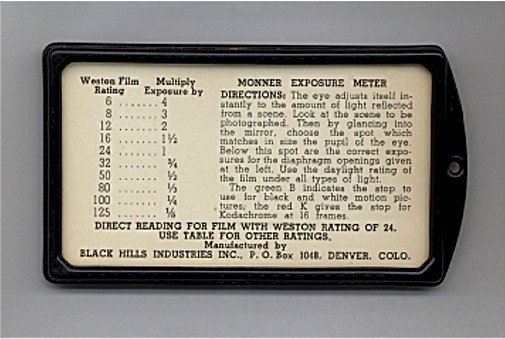 Weston Film Multiply
Rating Exposure by
6 ....... 4
8 ....... 3
12 ....... 2
16 ....... 1½
24 ....... 1
32 ....... ¾
50 ....... ½
80 ....... ⅓
100 ....... ¼
125 ....... ⅙
MONNER EXPOSURE METER
DIRECTIONS: The eye adjusts itself in-
stantly to the amount of light reflected
from a scene. Look at the scene to be
photographed. Then by glancing into
the mirror, choose the spot which
matches in size the pupil of the eye.
Below this spot are the correct expo-
sures for the diaphragm openings given
at the left. Use the daylight rating of
the film under all types of light.
The green B indicates the stop to
use for black and white motion pic-
tures; the red K gives the stop for
Kodachrome at 16 frames.
DIRECT READING FOR FILM WITH WESTON RATING OF 24.
USE TABLE FOR OTHER RATINGS.
Manufactured by
BLACK HILLS INDUSTRIES INC., P. O. Box 1048, DENVER, COLO.